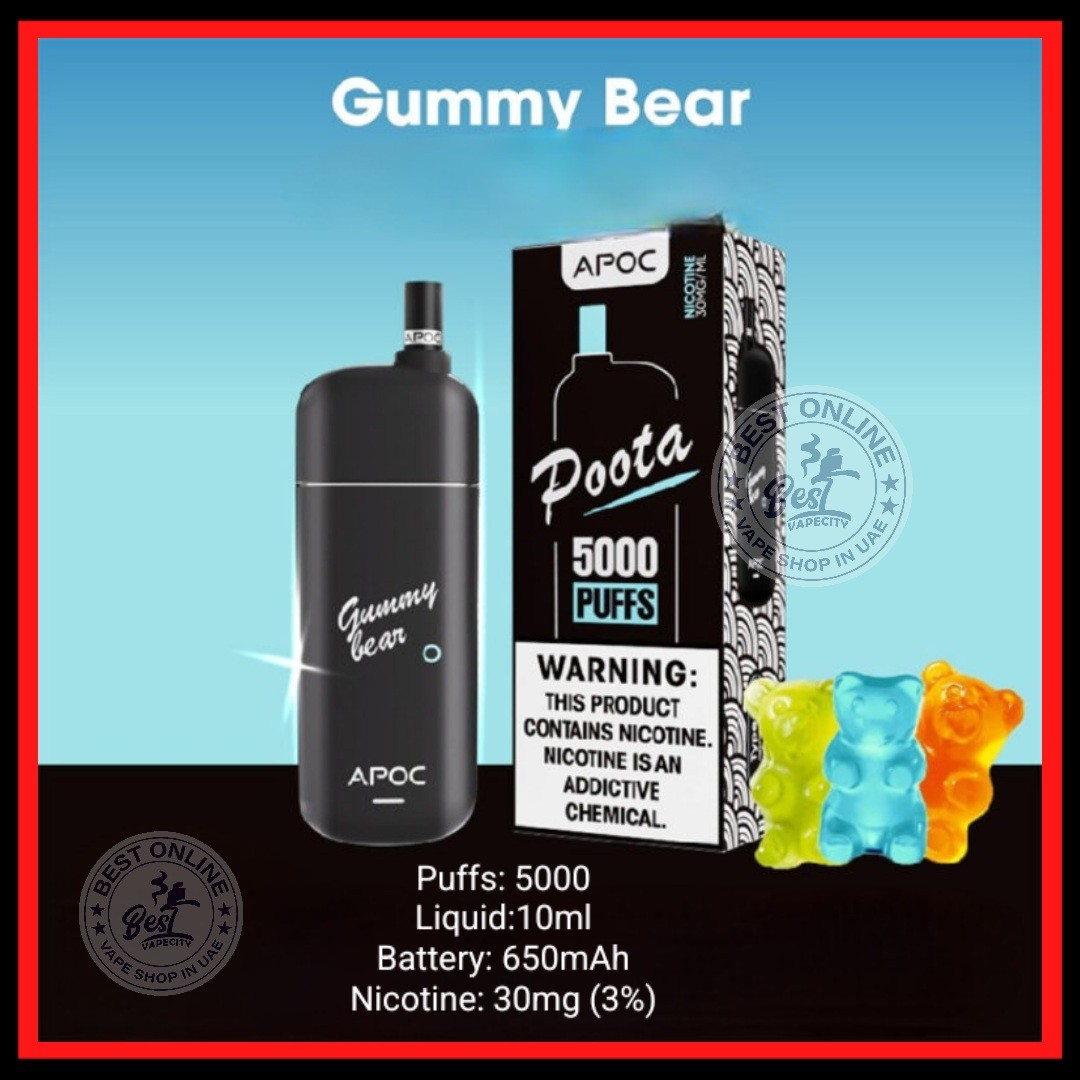 Gummy Bear
APOC
NICOTINE
30MG/ML
APOC
Poota
5000
PUFFS
Gummy
bear
APOC
WARNING:
THIS PRODUCT
CONTAINS NICOTINE.
NICOTINE IS AN
ADDICTIVE
CHEMICAL.
BEST ONLINE
Best
VAPECITY
VAPE SHOP IN UAE
BEST ONLINE
Best
VAPECITY
VAPE SHOP IN UAE
Puffs: 5000
Liquid:10ml
Battery: 650mAh
Nicotine: 30mg (3%)